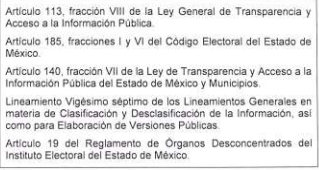 Artículo 113, fracción VIII de la Ley General de Transparencia y
Acceso a la Información Pública.
Artículo 185, fracciones I y VI del Código Electoral del Estado de
México.
Artículo 140, fracción VII de la Ley de Transparencia y Acceso a la
Información Pública del Estado de México y Municipios.
Lineamiento Vigésimo séptimo de los Lineamientos Generales en
materia de Clasificación y Desclasificación de la Información, así
como para Elaboración de Versiones Públicas.
Artículo 19 del Reglamento de Órganos Desconcentrados del
Instituto Electoral del Estado de México.